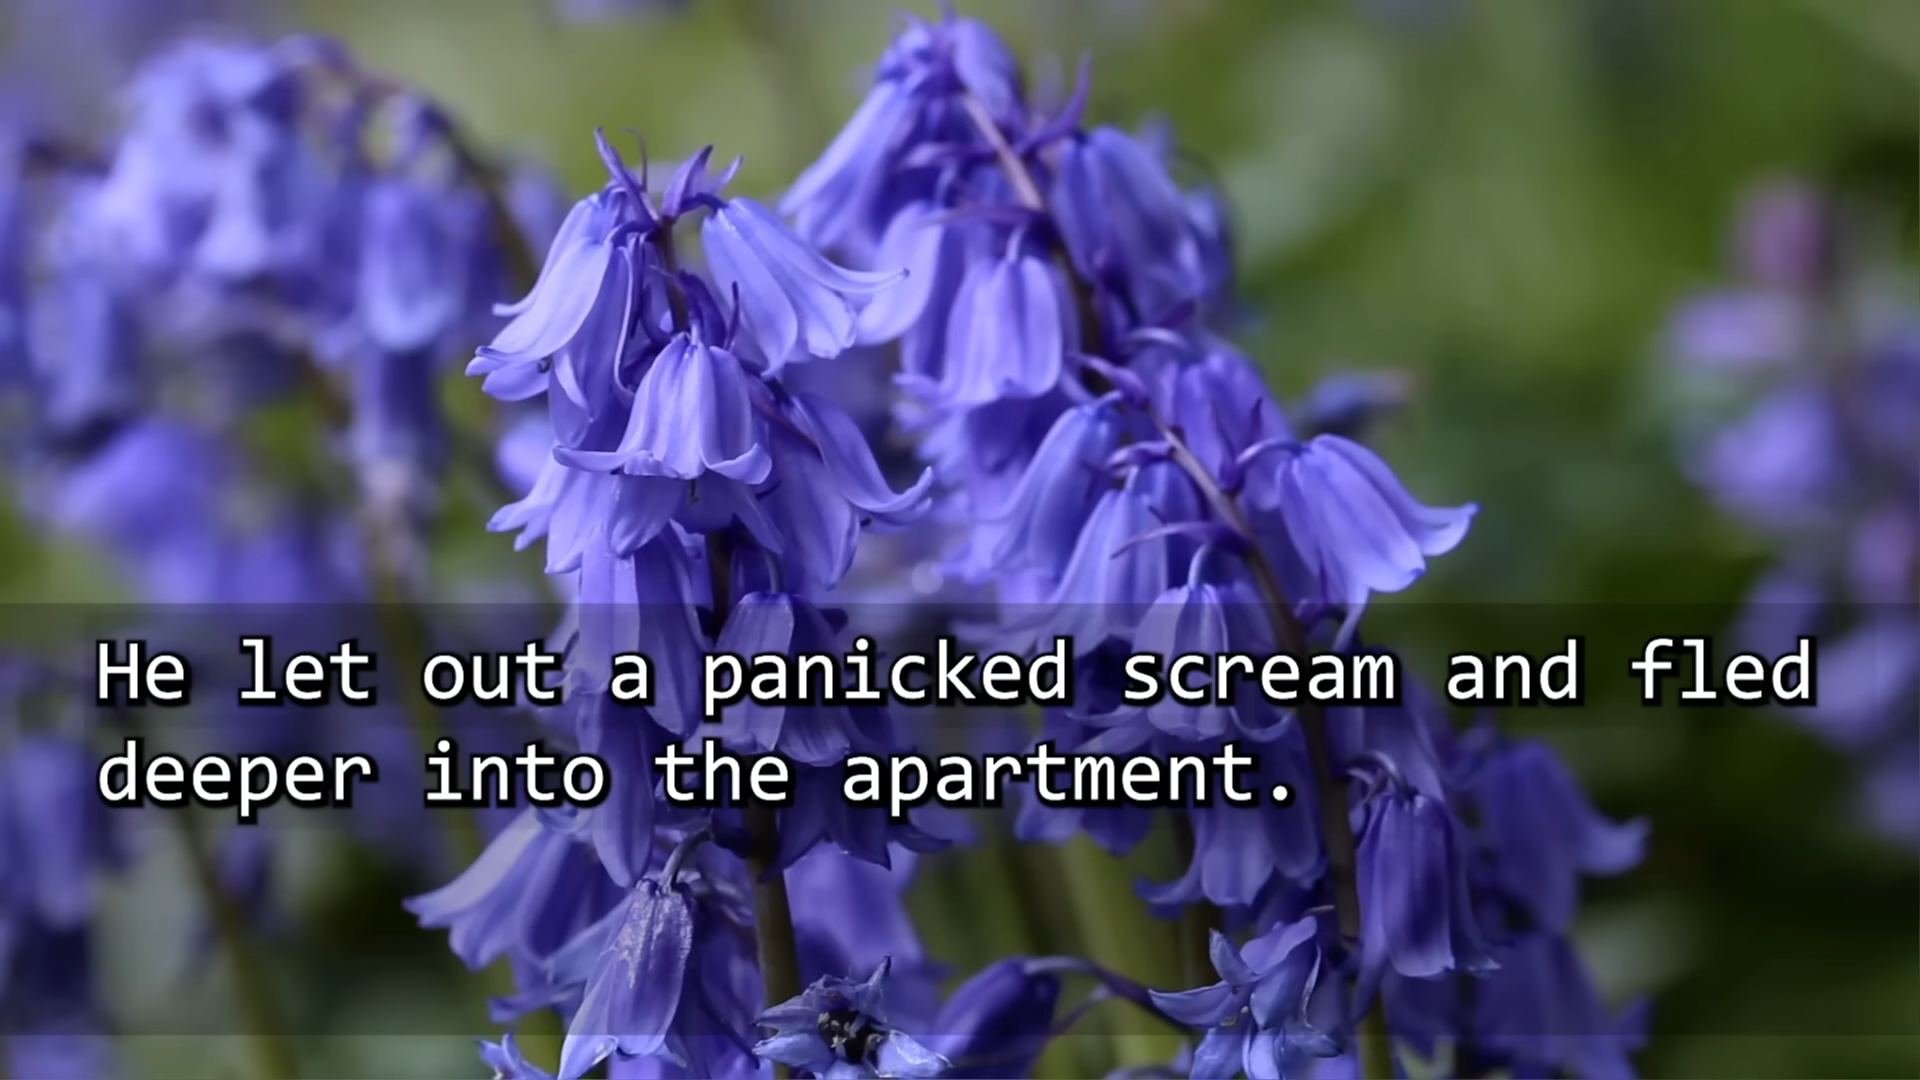 He let out a panicked scream and fled
deeper into the apartment.